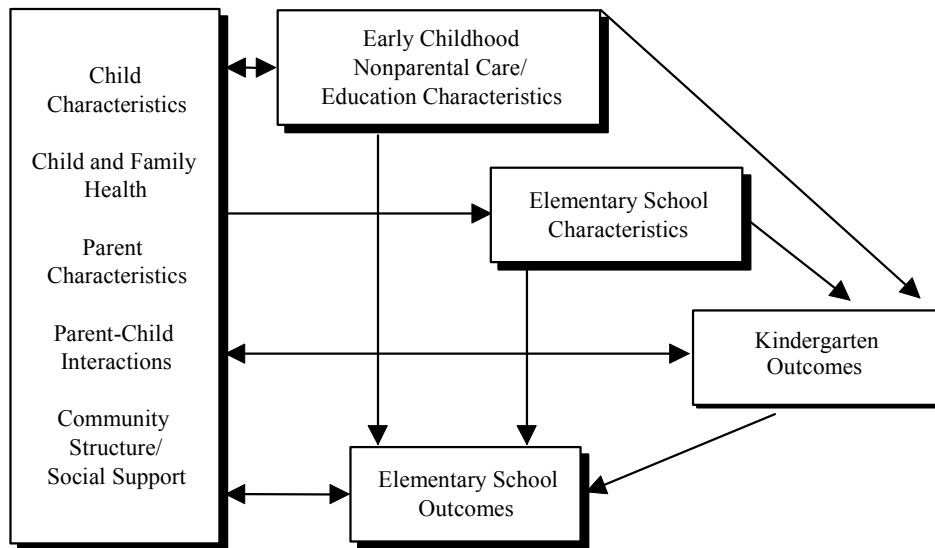 Child
Characteristics
Child and Family
Health
Parent
Characteristics
Parent-Child
Interactions
Community
Structure/
Social Support
Early Childhood
Nonparental Care/
Education Characteristics
Elementary School
Characteristics
Kindergarten
Outcomes
Elementary School
Outcomes